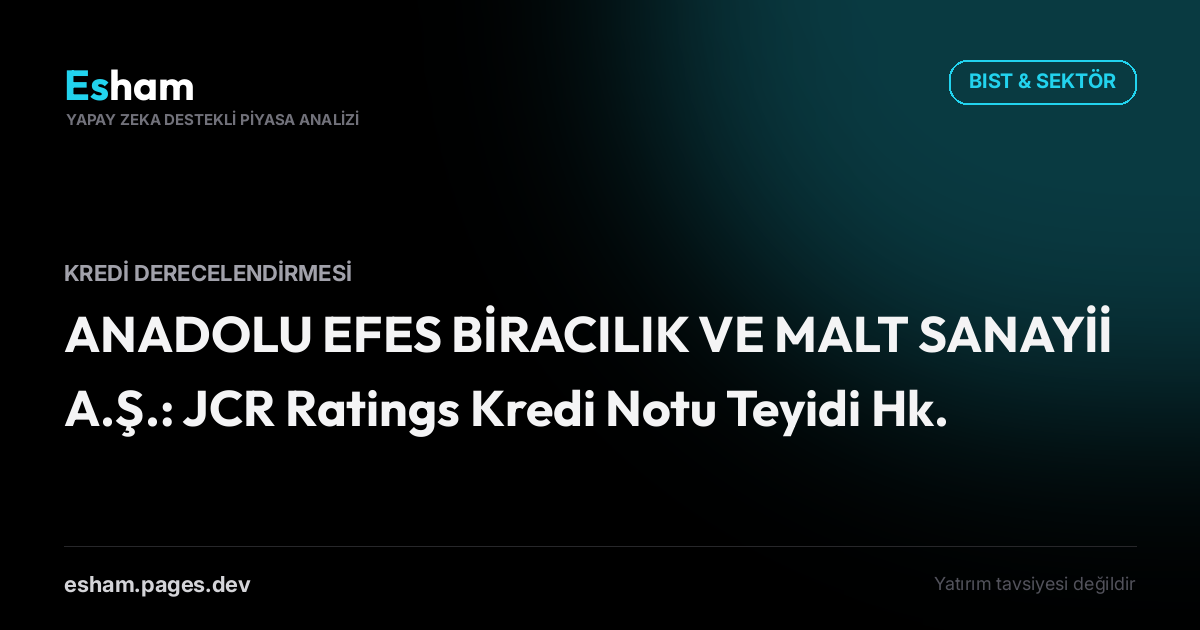 Esham
BIST & SEKTÖR
YAPAY ZEKA DESTEKLİ PİYASA ANALİZİ
KREDİ DERECELENDİRMESİ
ANADOLU EFES BİRACILIK VE MALT SANAYİİ
A.Ş.: JCR Ratings Kredi Notu Teyidi Hk.
esham.pages.dev
Yatırım tavsiyesi değildir